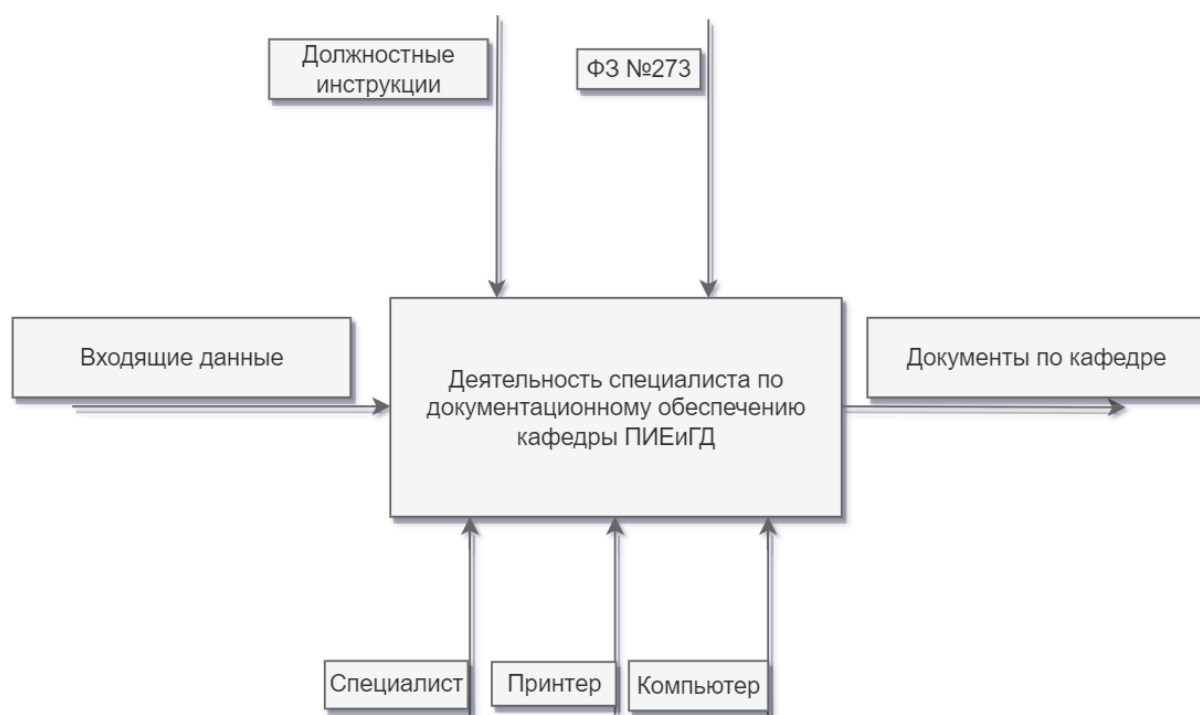 Должностные
инструкции
ФЗ №273
Входящие данные
Деятельность специалиста по
документационному обеспечению
кафедры ПИЕиГД
Документы по кафедре
Специалист
Принтер
Компьютер